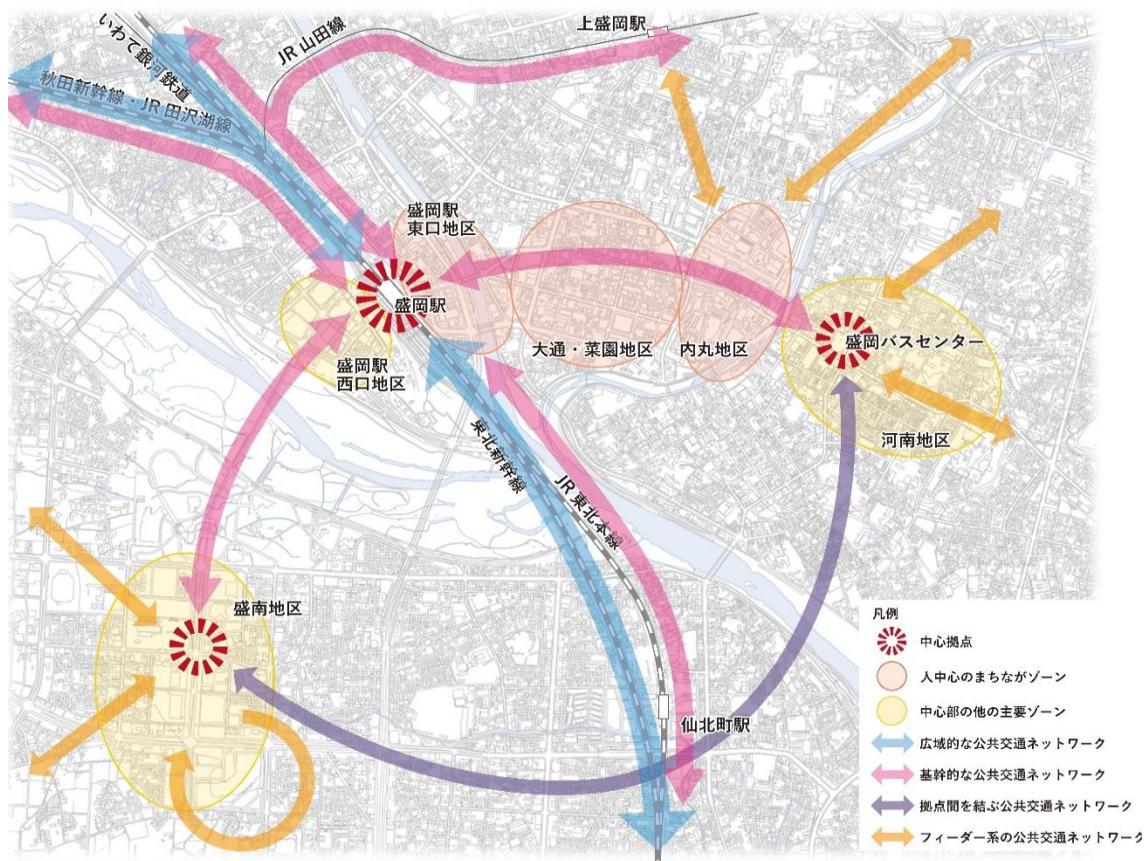 上盛岡駅
JR 山田線
いわて銀河鉄道
秋田新幹線・JR 田沢湖線
盛岡駅
東口地区
盛岡駅
大通・菜園地区
内丸地区
盛岡バスセンター
盛岡駅
西口地区
河南地区
東北新幹線
JR 東北本線
盛南地区
仙北町駅
凡例
中心拠点
人中心のまちながゾーン
中心部の他の主要ゾーン
広域的な公共交通ネットワーク
基幹的な公共交通ネットワーク
拠点間を結ぶ公共交通ネットワーク
フィーダー系の公共交通ネットワーク